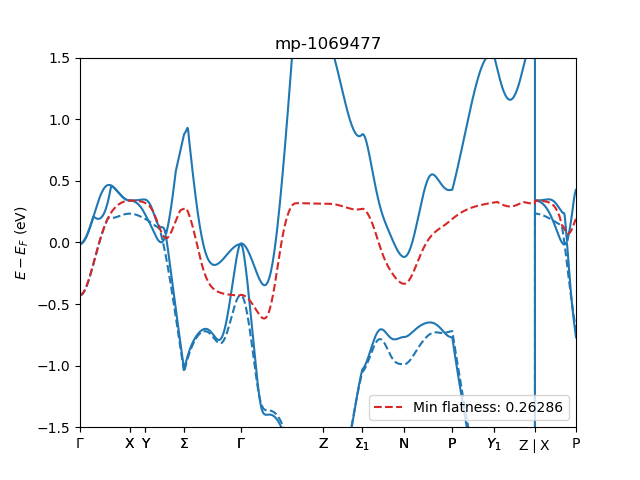 mp-1069477
E − E_F (eV)
1.5
1.0
0.5
0.0
−0.5
−1.0
−1.5
Min flatness: 0.26286
Γ X Y Σ Γ Z Σ₁ N P Y₁ Z | X P